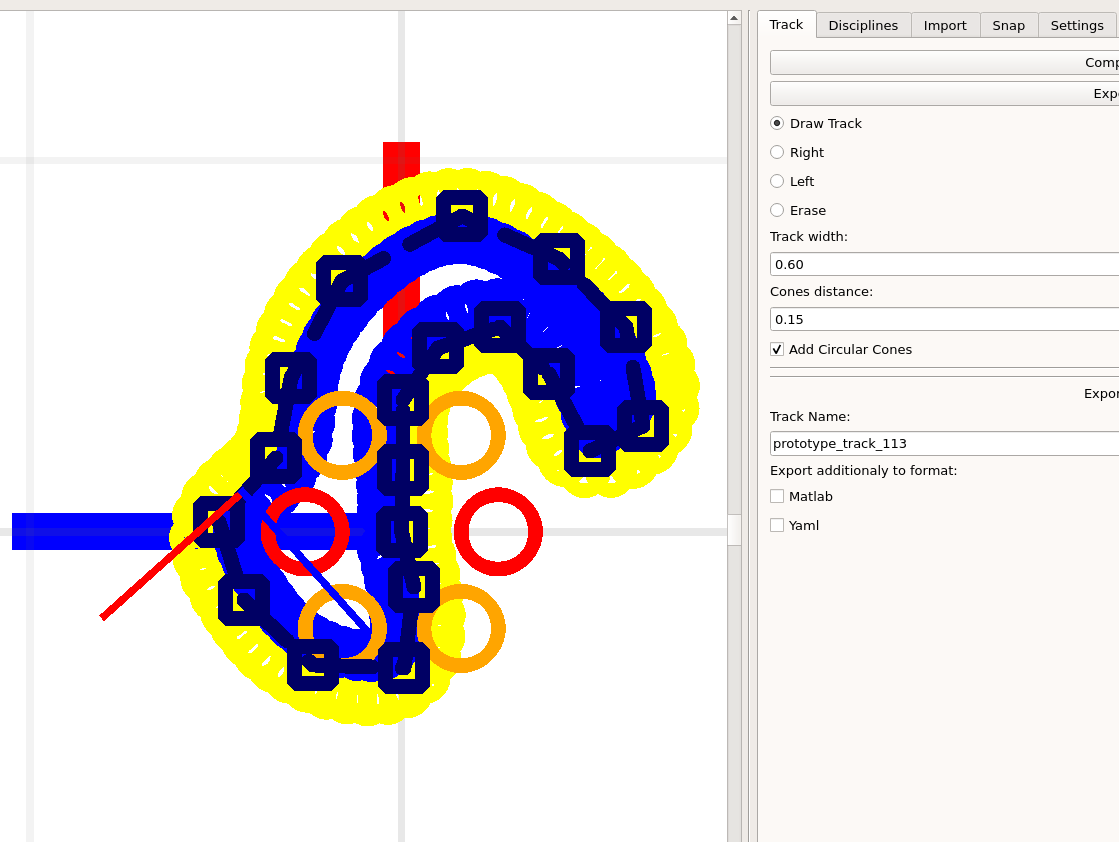 Track Disciplines Import Snap Settings
Comp
Expo
Draw Track
Right
Left
Erase
Track width:
0.60
Cones distance:
0.15
Add Circular Cones
Expor
Track Name:
prototype_track_113
Export additionaly to format:
Matlab
Yaml